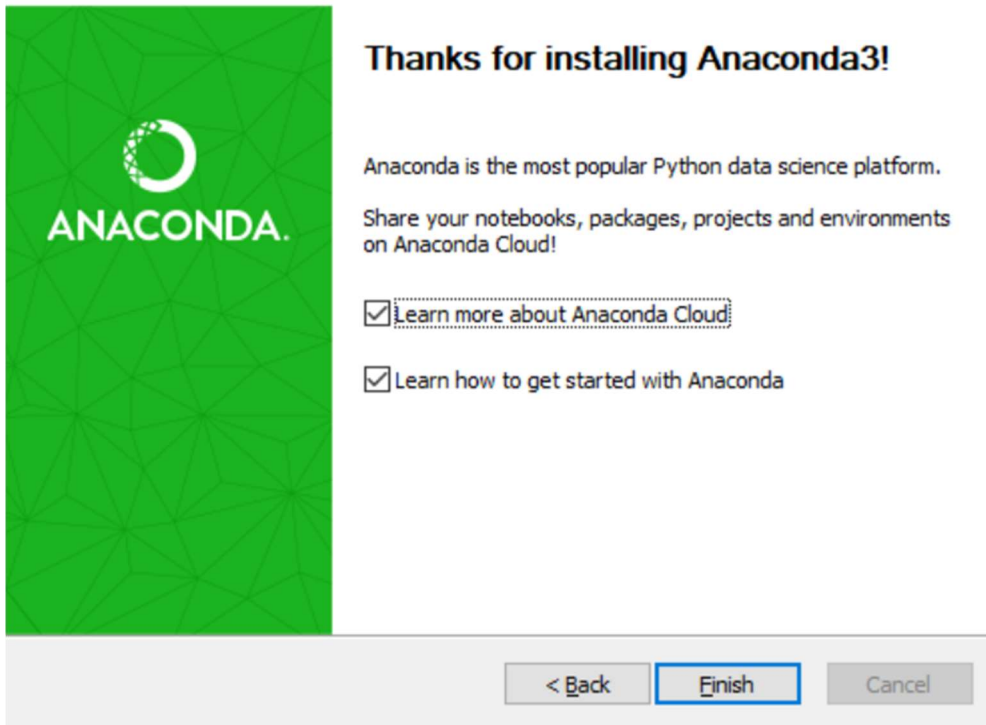 ANACONDA.
Thanks for installing Anaconda3!
Anaconda is the most popular Python data science platform.
Share your notebooks, packages, projects and environments
on Anaconda Cloud!
Learn more about Anaconda Cloud
Learn how to get started with Anaconda
< Back
Finish
Cancel